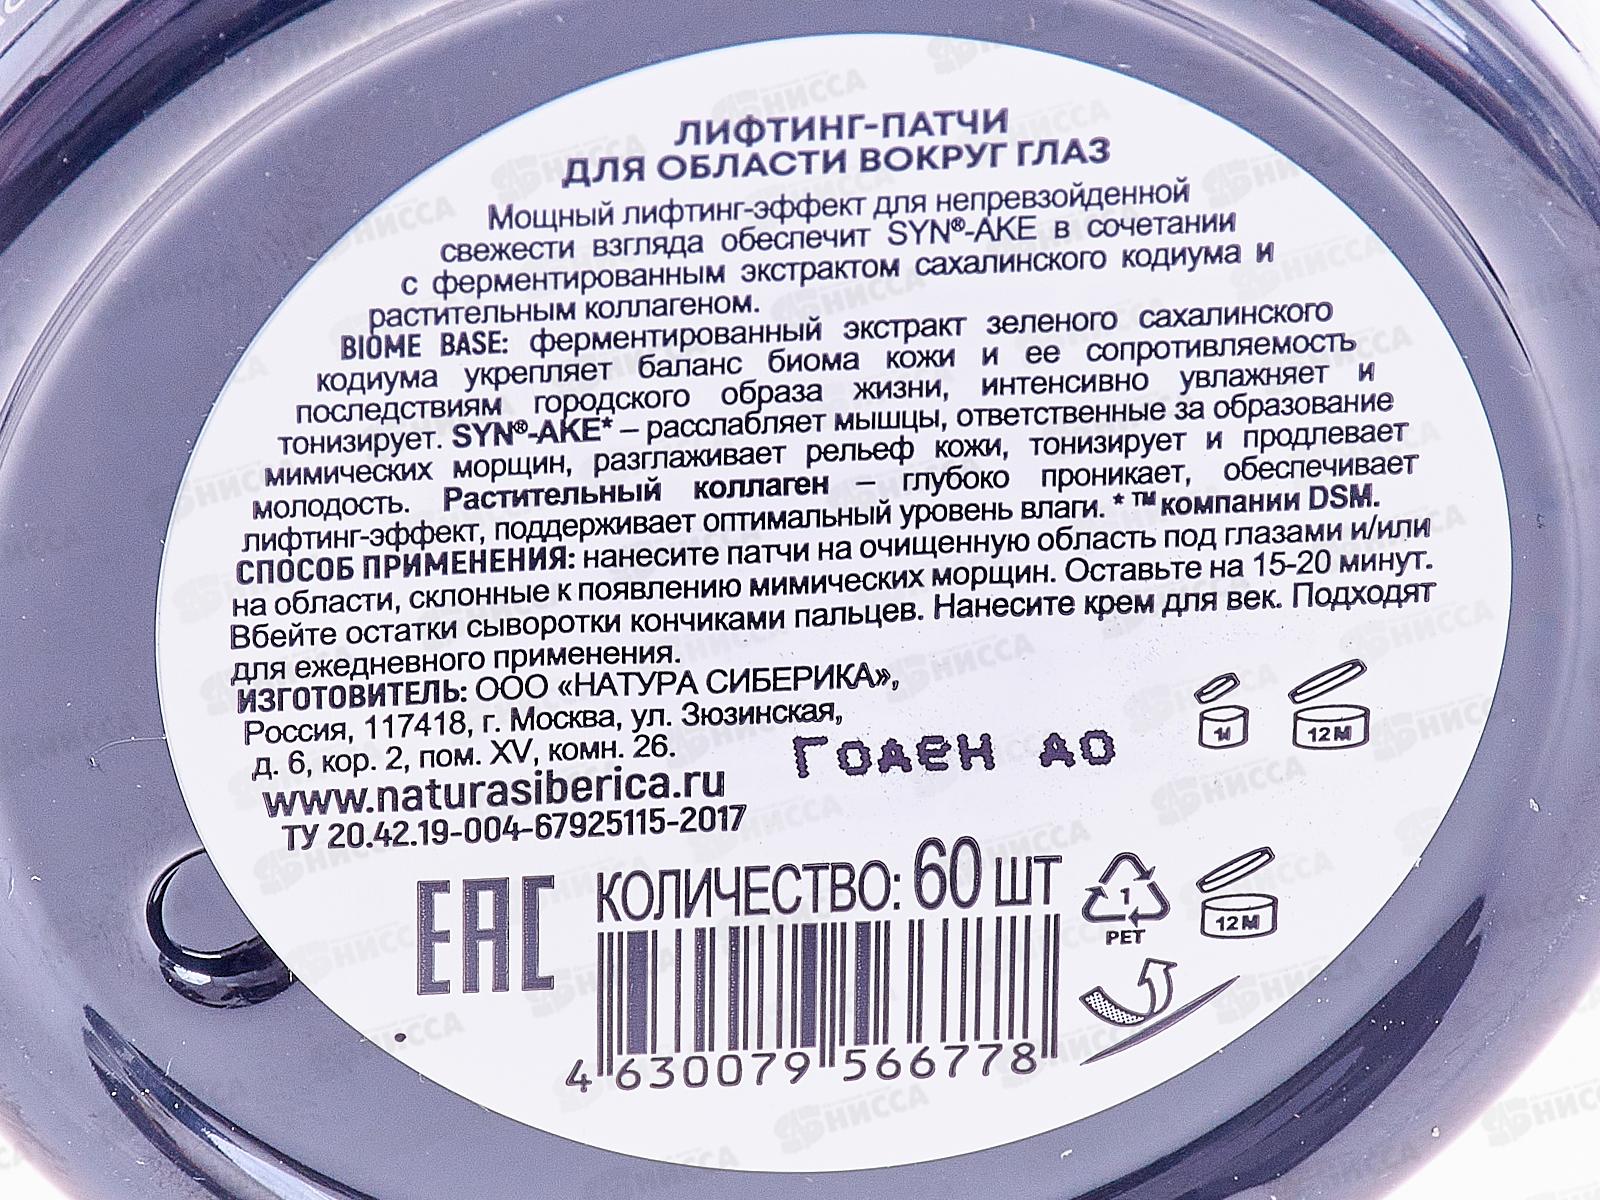 ЛИФТИНГ-ПАТЧИ
ДЛЯ ОБЛАСТИ ВОКРУГ ГЛАЗ
Мощный лифтинг-эффект для непревзойденной
свежести взгляда обеспечит SYN®-AKE в сочетании
с ферментированным экстрактом сахалинского кодиума и
растительным коллагеном.
BIOME BASE: ферментированный экстракт зеленого сахалинского
кодиума укрепляет баланс биома кожи и ее сопротивляемость
последствиям городского образа жизни, интенсивно увлажняет и
тонизирует. SYN®-AKE* – расслабляет мышцы, ответственные за образование
мимических морщин, разглаживает рельеф кожи, тонизирует и продлевает
молодость. Растительный коллаген – глубоко проникает, обеспечивает
лифтинг-эффект, поддерживает оптимальный уровень влаги. * ™ компании DSM.
СПОСОБ ПРИМЕНЕНИЯ: нанесите патчи на очищенную область под глазами и/или
на области, склонные к появлению мимических морщин. Оставьте на 15-20 минут.
Вбейте остатки сыворотки кончиками пальцев. Нанесите крем для век. Подходят
для ежедневного применения.
ИЗГОТОВИТЕЛЬ: ООО «НАТУРА СИБЕРИКА»,
Россия, 117418, г. Москва, ул. Зюзинская,
д. 6, кор. 2, пом. XV, комн. 26.
www.naturasiberica.ru
ТУ 20.42.19-004-67925115-2017
Годен до
12M
EAC
КОЛИЧЕСТВО: 60 ШТ
1
PET
12M
4 630079 566778
НИССА